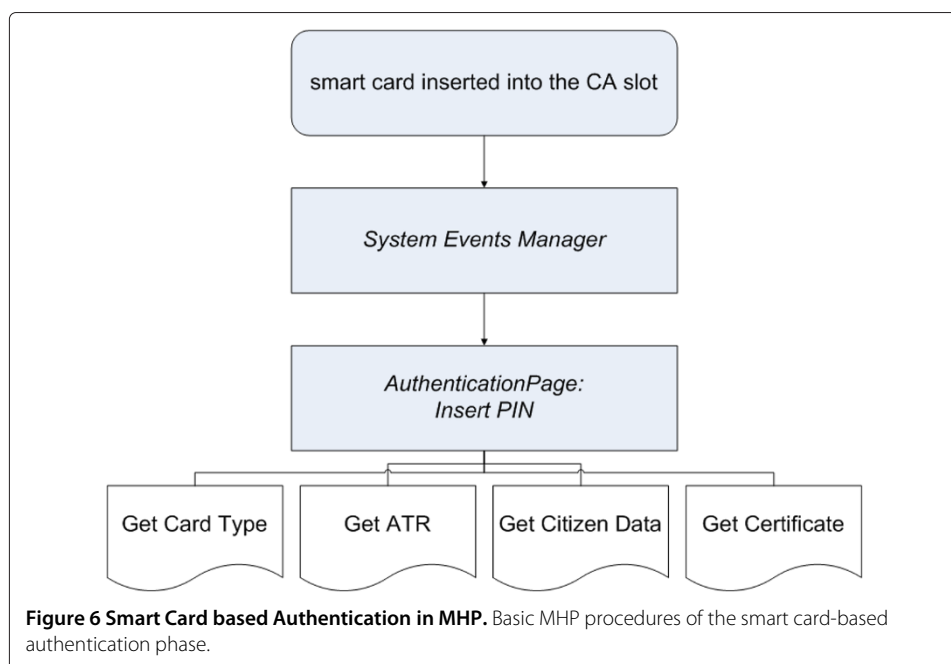 smart card inserted into the CA slot
System Events Manager
AuthenticationPage:
Insert PIN
Get Card Type
Get ATR
Get Citizen Data
Get Certificate
Figure 6 Smart Card based Authentication in MHP. Basic MHP procedures of the smart card-based
authentication phase.